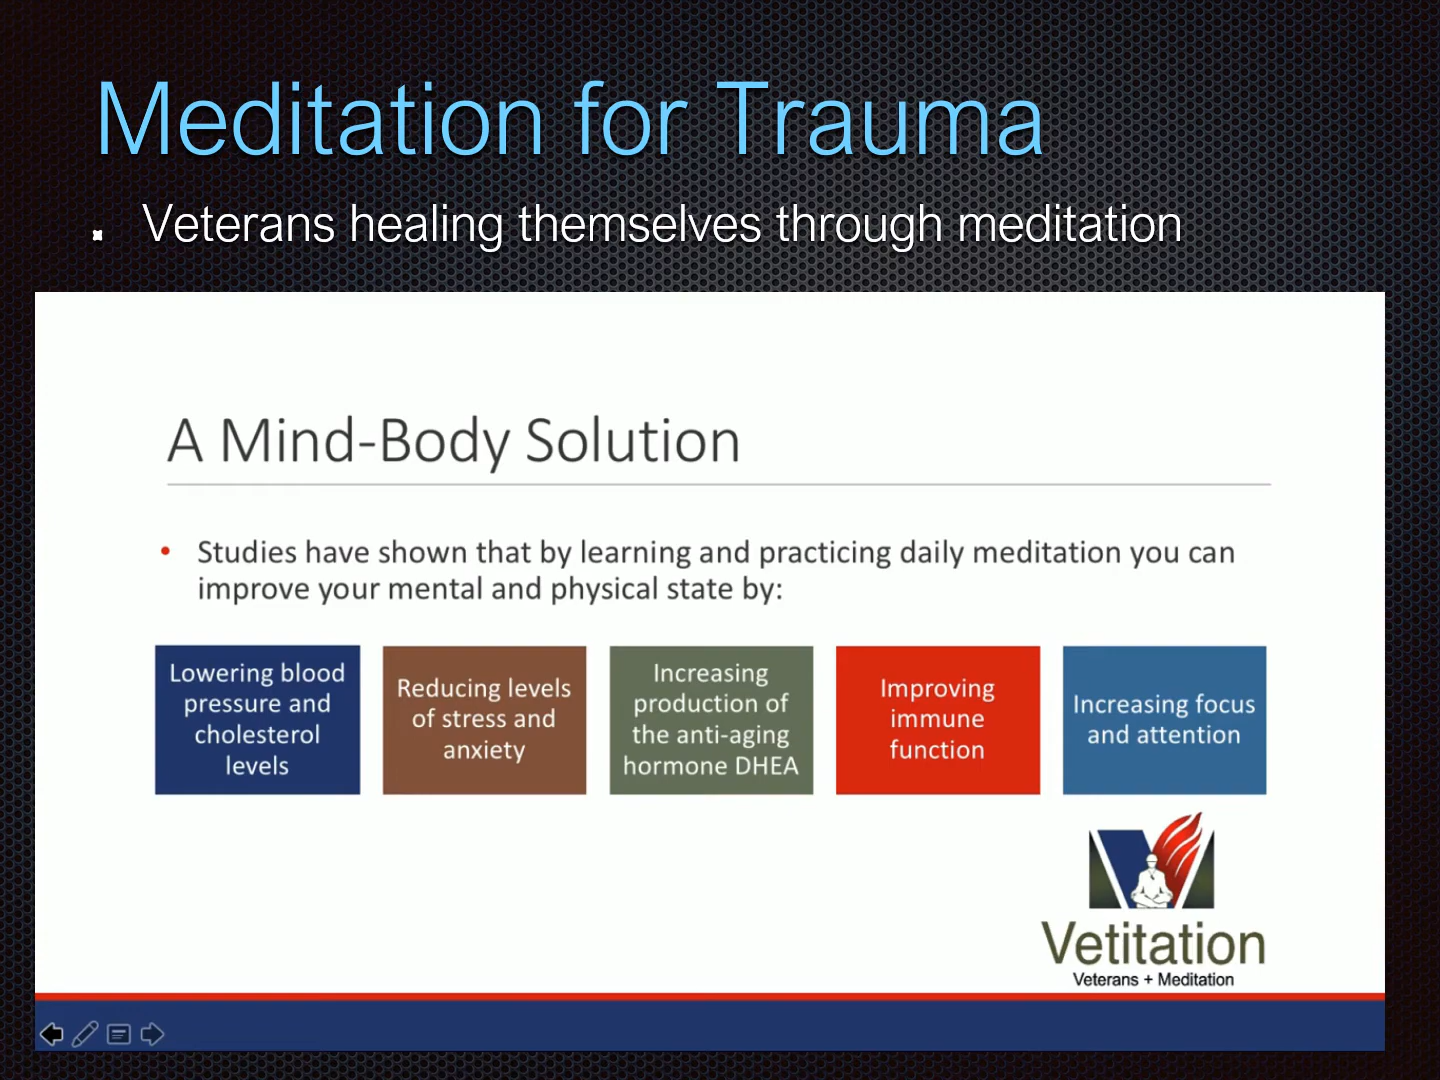 Meditation for Trauma
Veterans healing themselves through meditation
A Mind-Body Solution
• Studies have shown that by learning and practicing daily meditation you can
improve your mental and physical state by:
Lowering blood
pressure and
cholesterol
levels
Reducing levels
of stress and
anxiety
Increasing
production of
the anti-aging
hormone DHEA
Improving
immune
function
Increasing focus
and attention
Vetitation
Veterans + Meditation